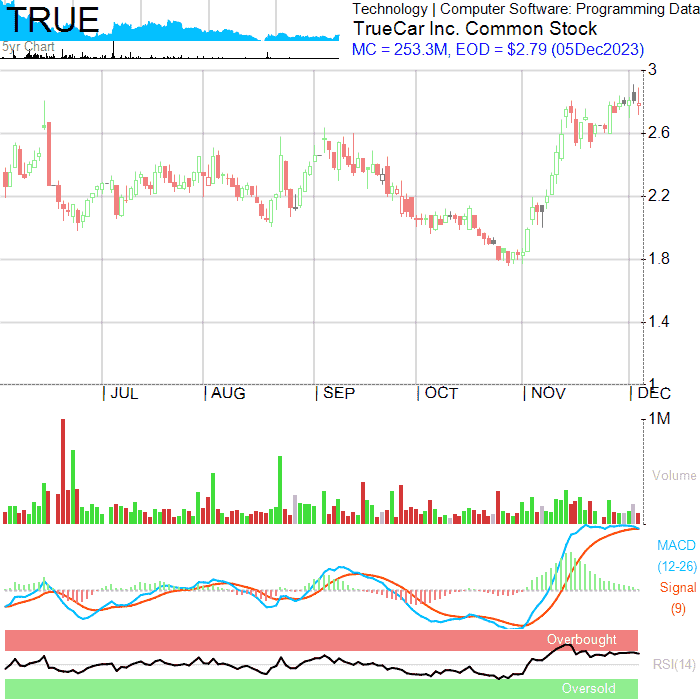 TRUE
5yr Chart
Technology | Computer Software: Programming Data
TrueCar Inc. Common Stock
MC = 253.3M, EOD = $2.79 (05Dec2023)
3
2.6
2.2
1.8
1.4
1
| JUL | AUG | SEP | OCT | NOV | DEC
1M
Volume
MACD
(12-26)
Signal
(9)
Overbought
RSI(14)
Oversold